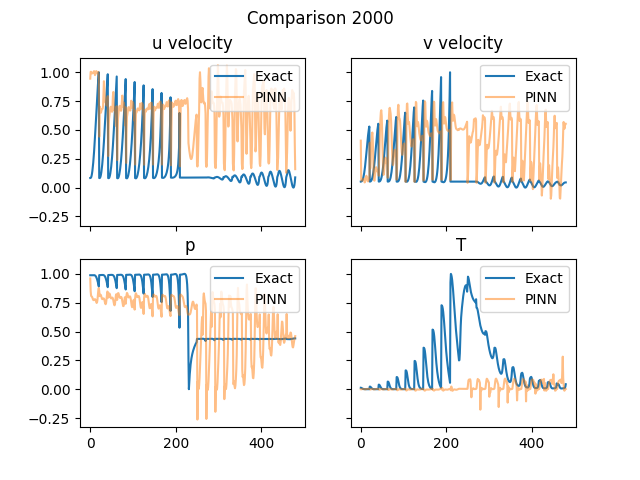 Comparison 2000
u velocity
v velocity
1.00
0.75
0.50
0.25
0.00
−0.25
Exact
PINN
Exact
PINN
p
T
1.00
0.75
0.50
0.25
0.00
−0.25
Exact
PINN
Exact
PINN
0
200
400
0
200
400